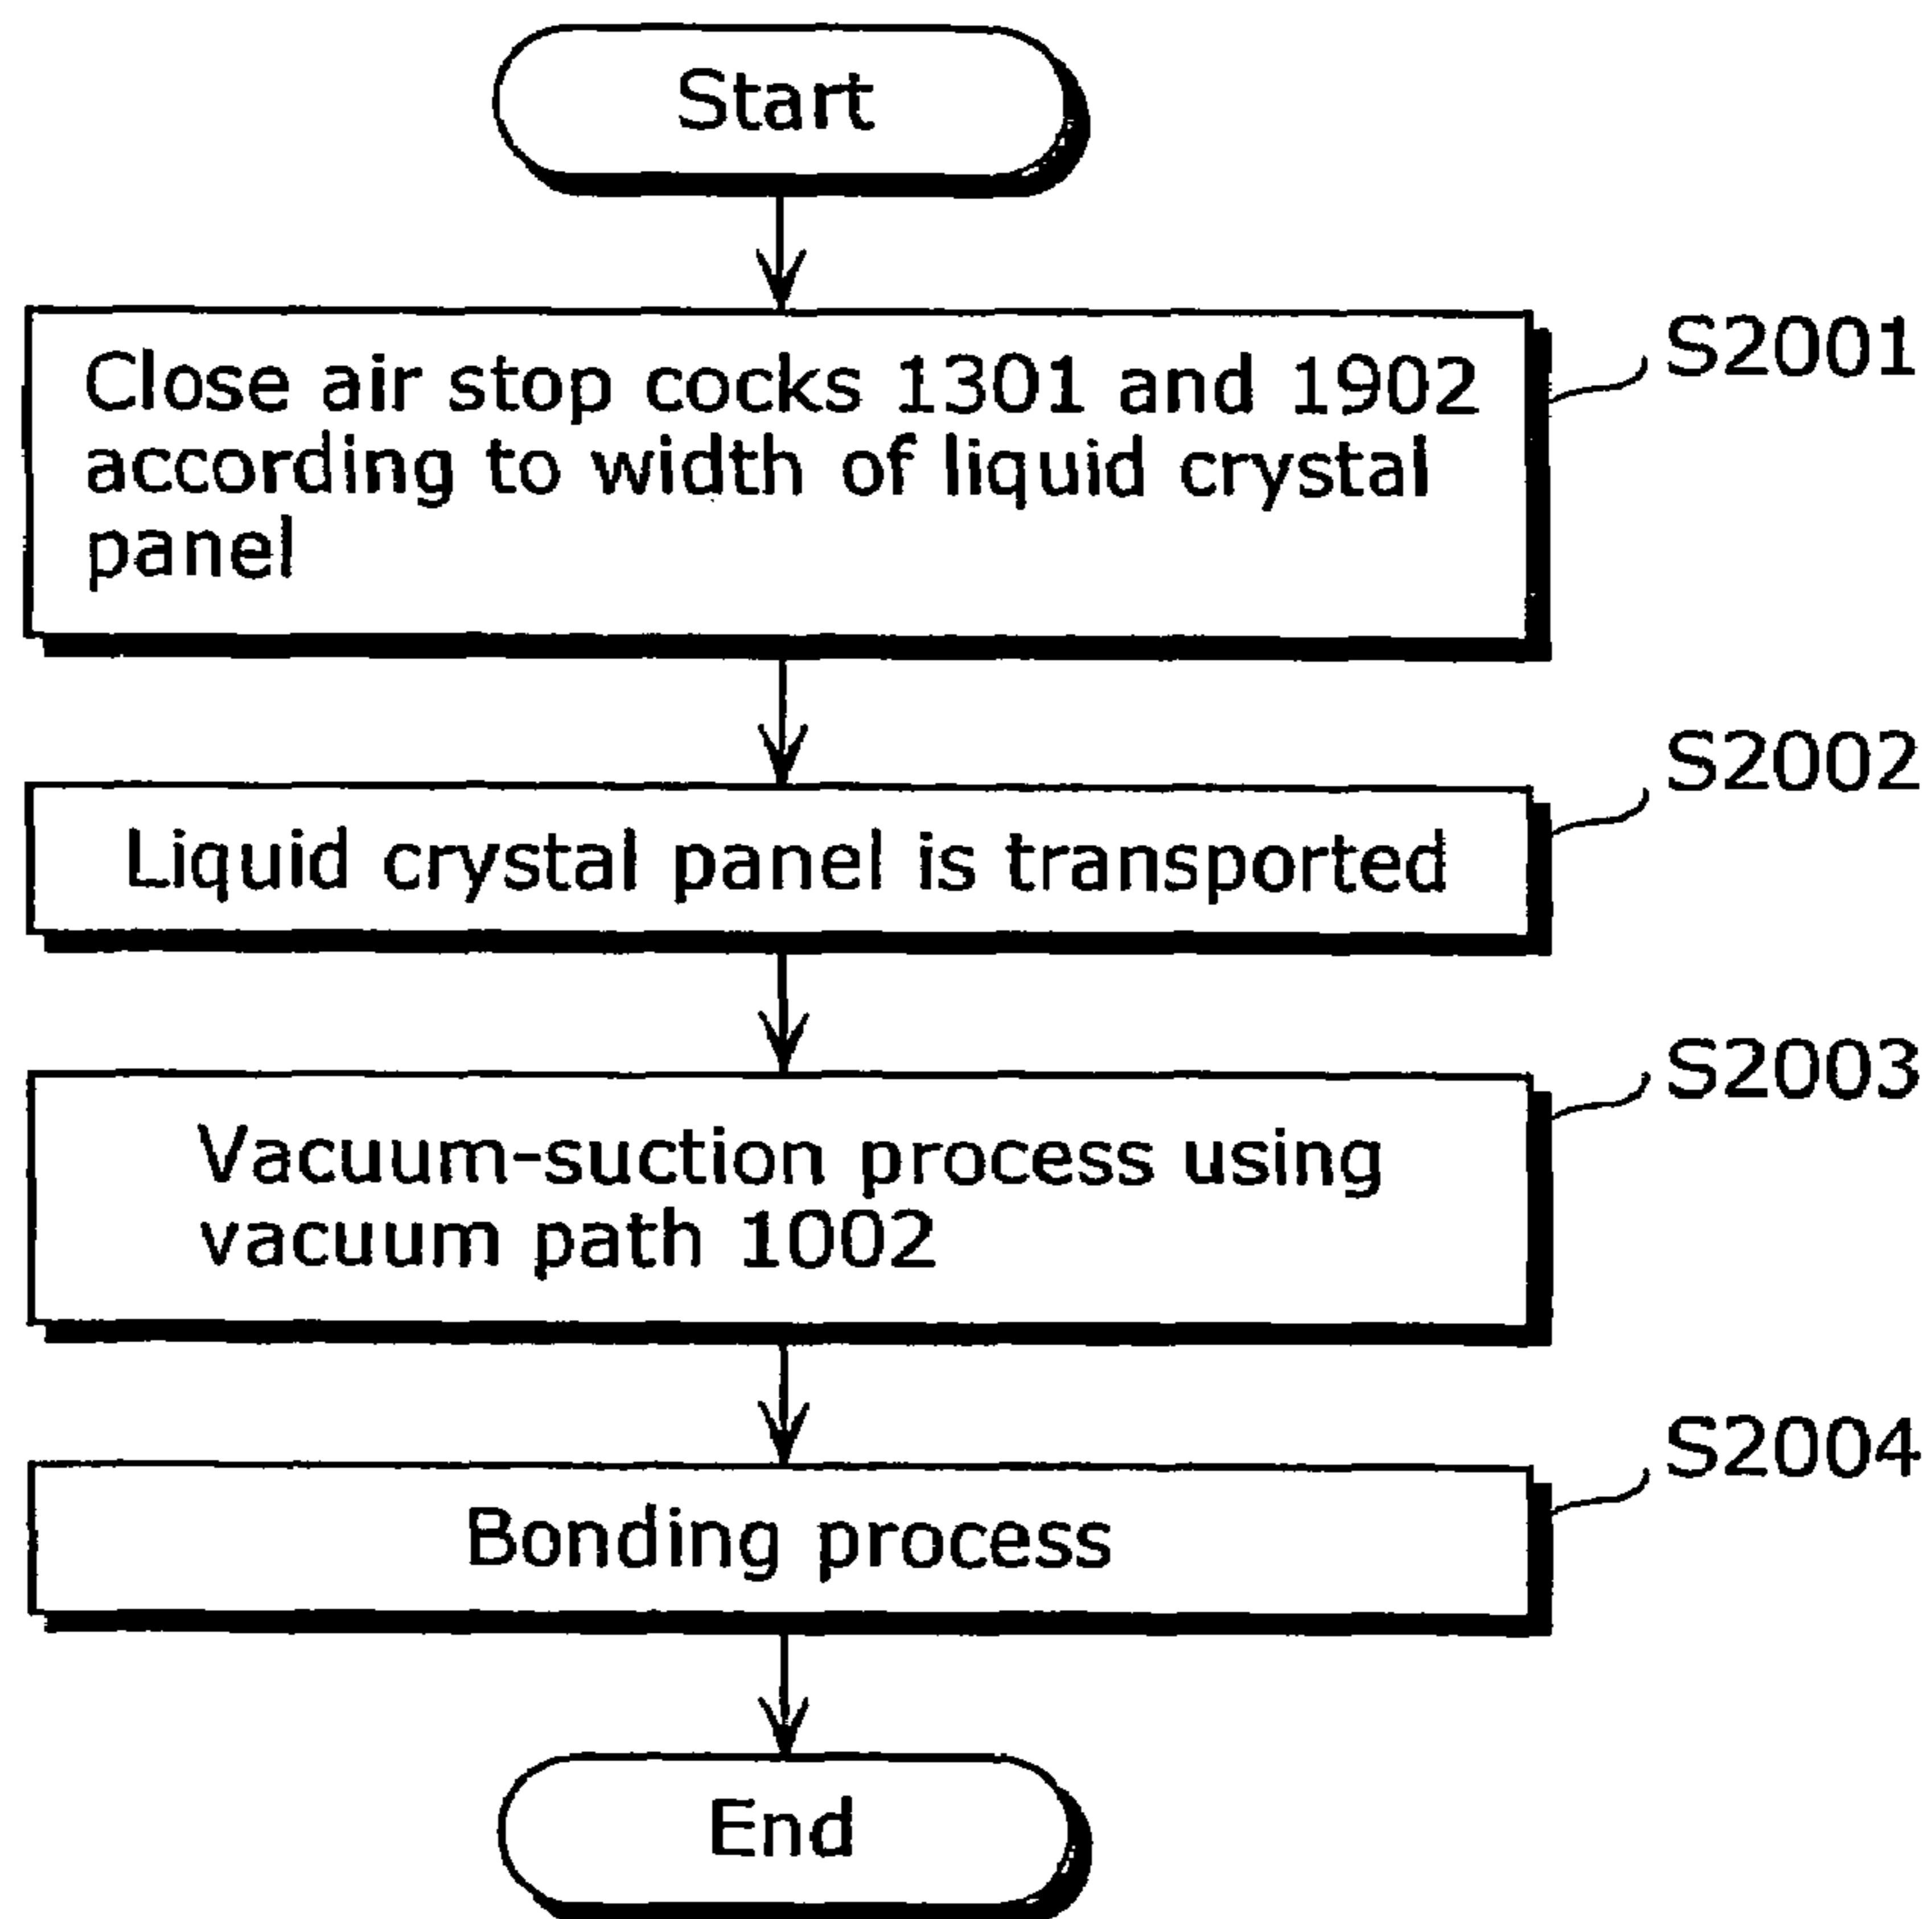 Start
Close air stop cocks 1301 and 1902
according to width of liquid crystal
panel
S2001
Liquid crystal panel is transported
S2002
Vacuum-suction process using
vacuum path 1002
S2003
Bonding process
S2004
End